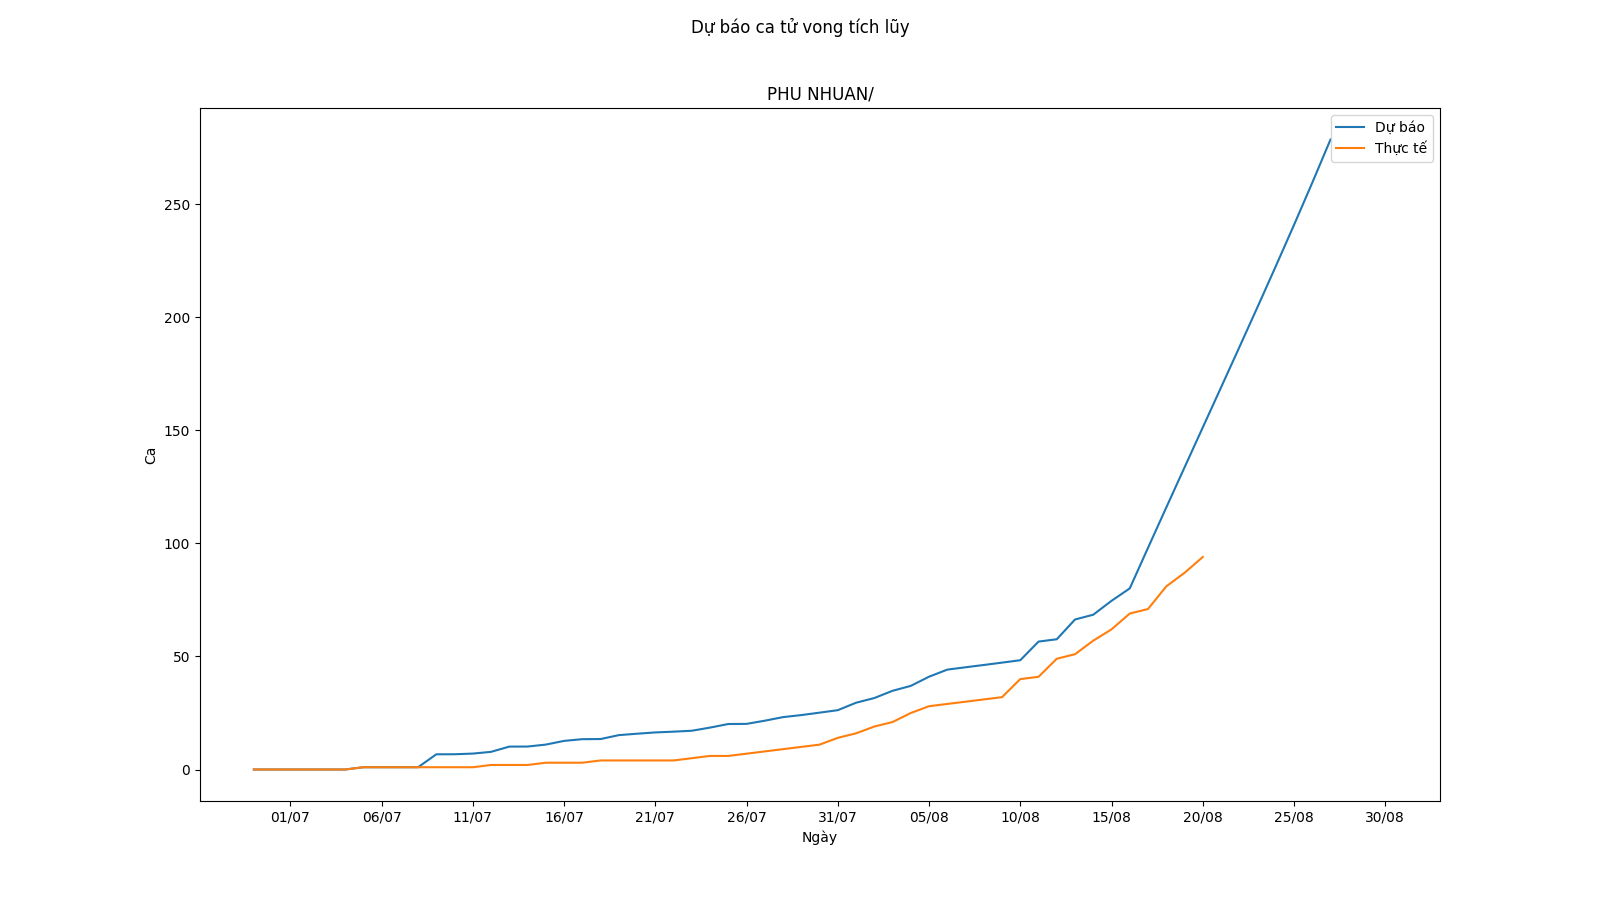 Dự báo ca tử vong tích lũy
PHU NHUAN/
Dự báo
Thực tế
250
200
150
100
50
0
Ca
01/07 06/07 11/07 16/07 21/07 26/07 31/07 05/08 10/08 15/08 20/08 25/08 30/08
Ngày